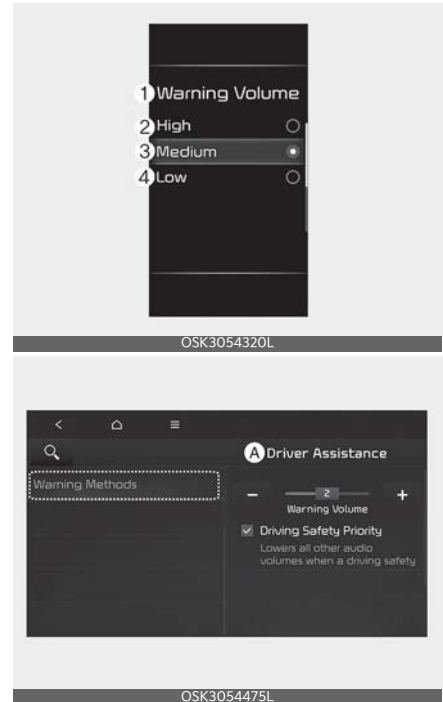 1 Warning Volume
2 High
3 Medium
4 Low
OSK3054320L
A Driver Assistance
Warning Methods
2
Warning Volume
Driving Safety Priority
Lowers all other audio
volumes when a driving safety
OSK3054475L